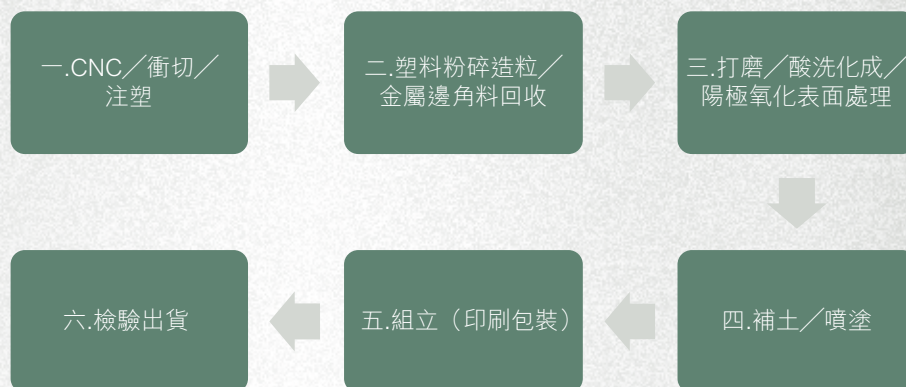 一.CNC／衝切／
注塑
二.塑料粉碎造粒／
金屬邊角料回收
三.打磨／酸洗化成／
陽極氧化表面處理
四.補土／噴塗
五.組立（印刷包裝）
六.檢驗出貨